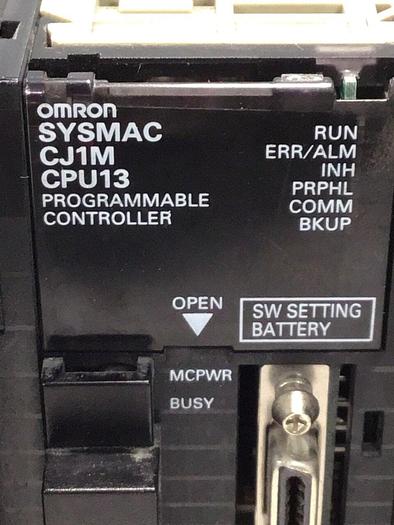 omron
SYSMAC
CJ1M
CPU13
PROGRAMMABLE
CONTROLLER
RUN
ERR/ALM
INH
PRPHL
COMM
BKUP
OPEN
SW SETTING
BATTERY
MCPWR
BUSY